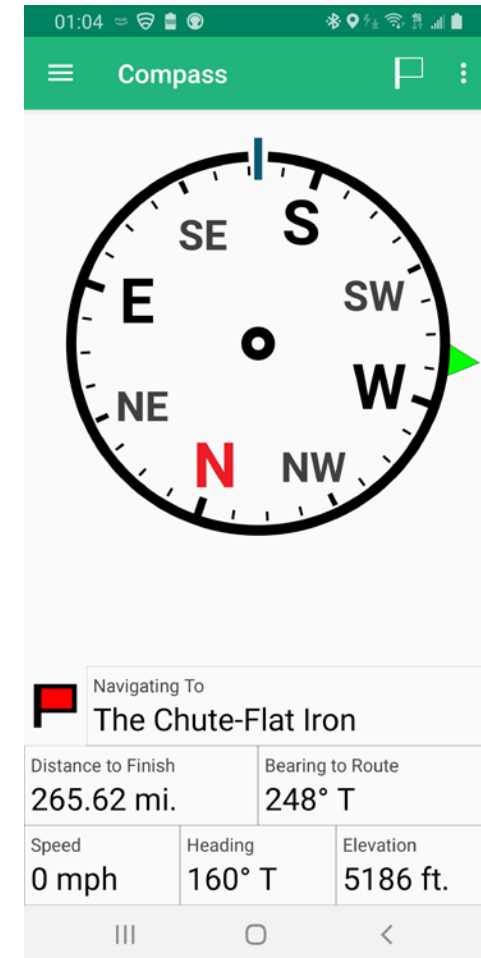 01:04
Compass
SE S
E SW
NE W
N NW
Navigating To
The Chute-Flat Iron
Distance to Finish Bearing to Route
265.62 mi. 248° T
Speed Heading Elevation
0 mph 160° T 5186 ft.